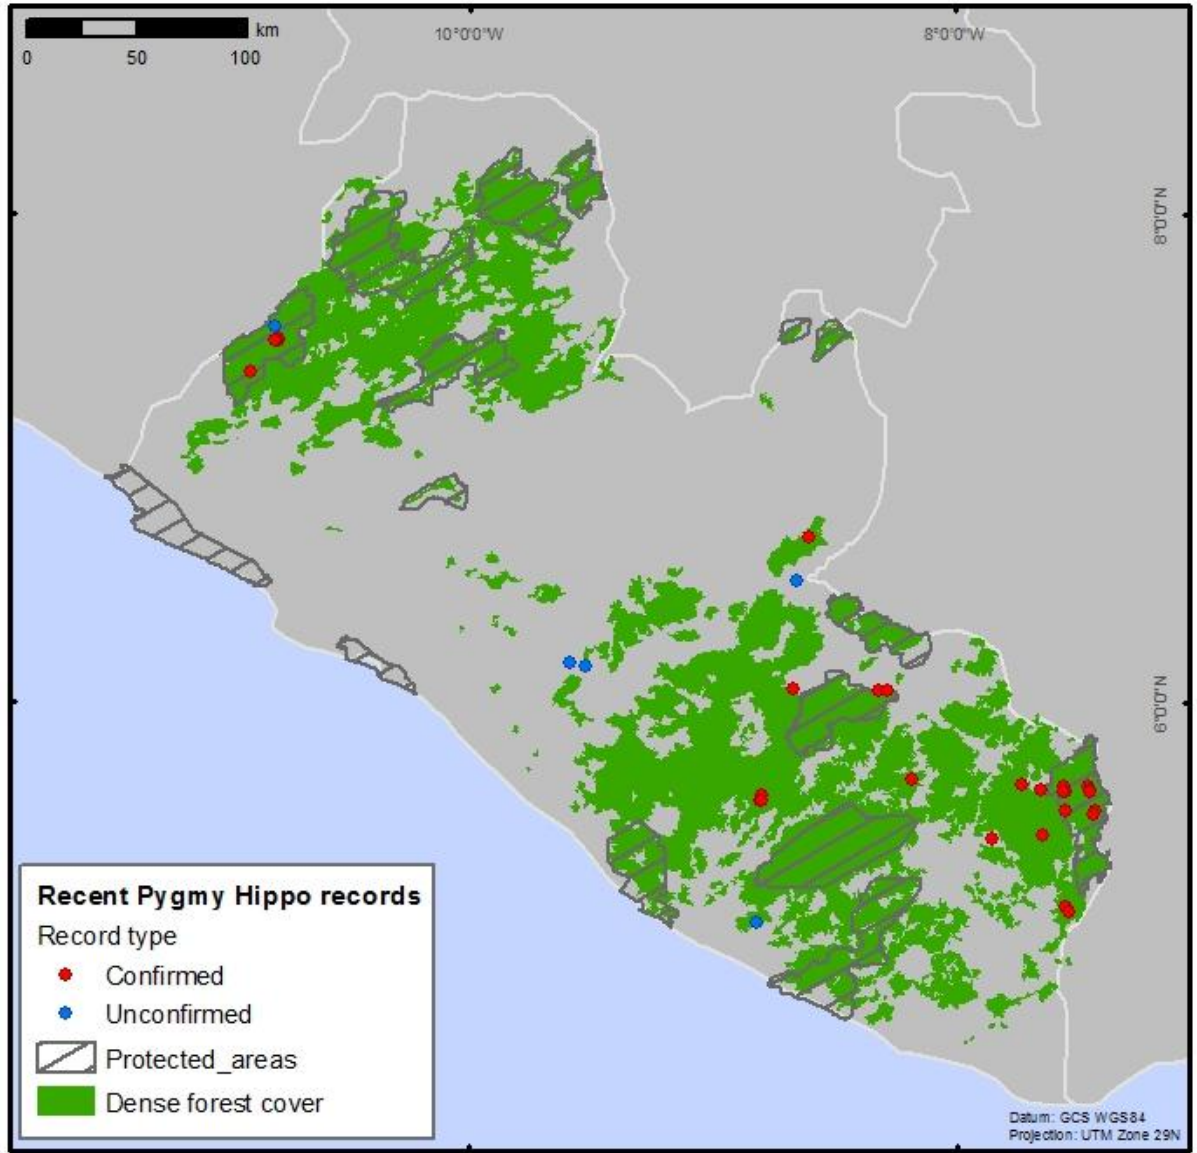 km
0 50 100
10°0'0"W
8°0'0"W
8°0'0"N
6°0'0"N
Recent Pygmy Hippo records
Record type
Confirmed
Unconfirmed
Protected_areas
Dense forest cover
Datum: GCS WGS84
Projection: UTM Zone 29N